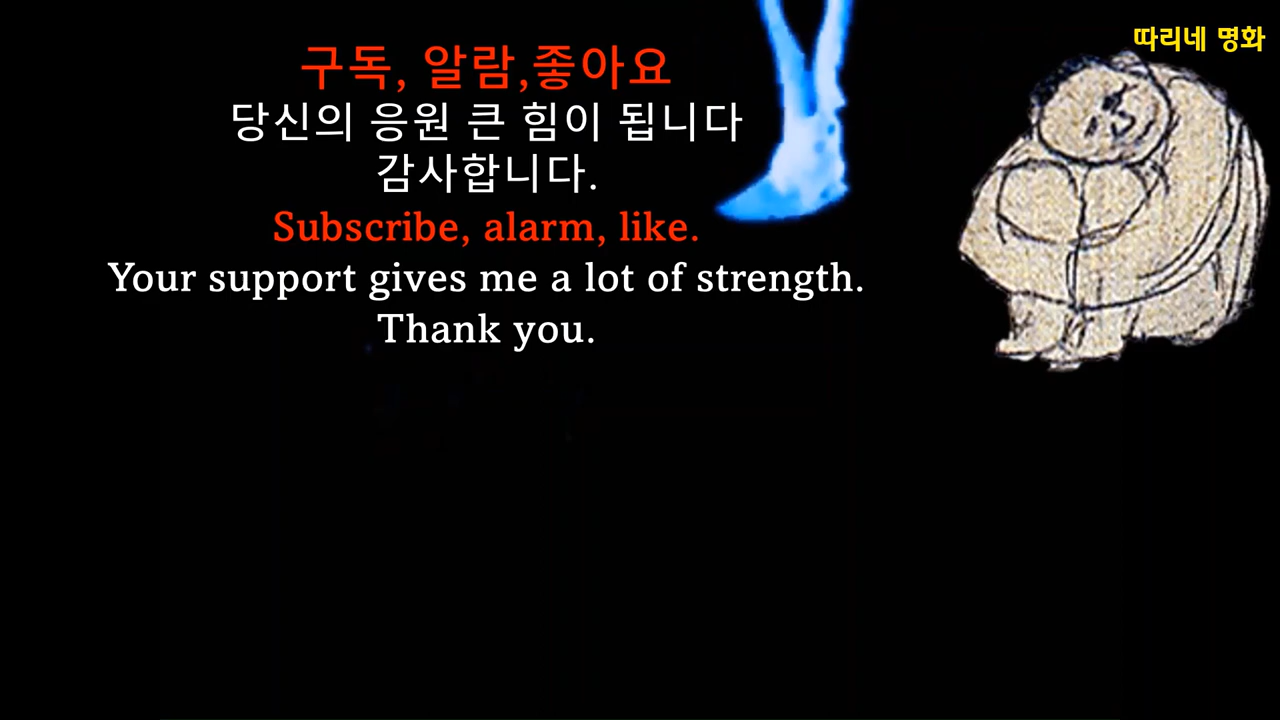 따리네 명화
구독, 알람,좋아요
당신의 응원 큰 힘이 됩니다
감사합니다.
Subscribe, alarm, like.
Your support gives me a lot of strength.
Thank you.